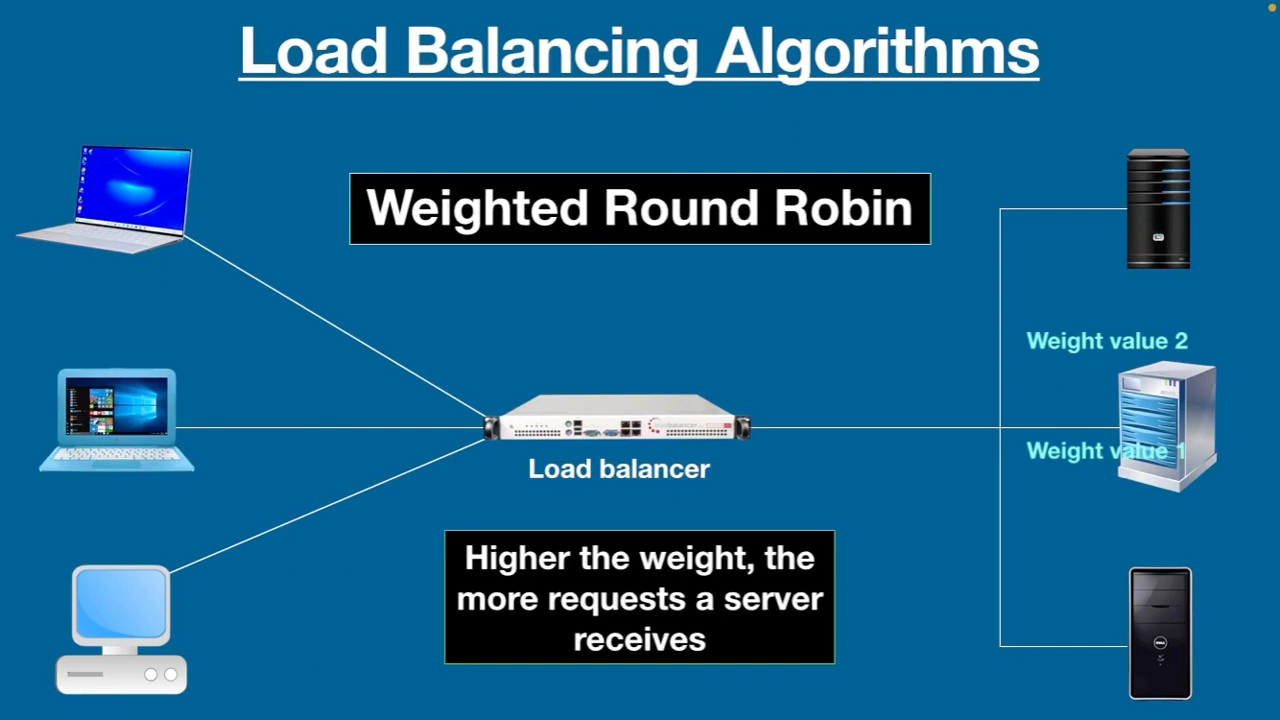 Load Balancing Algorithms
Weighted Round Robin
Weight value 2
Weight value 1
Load balancer
Higher the weight, the
more requests a server
receives